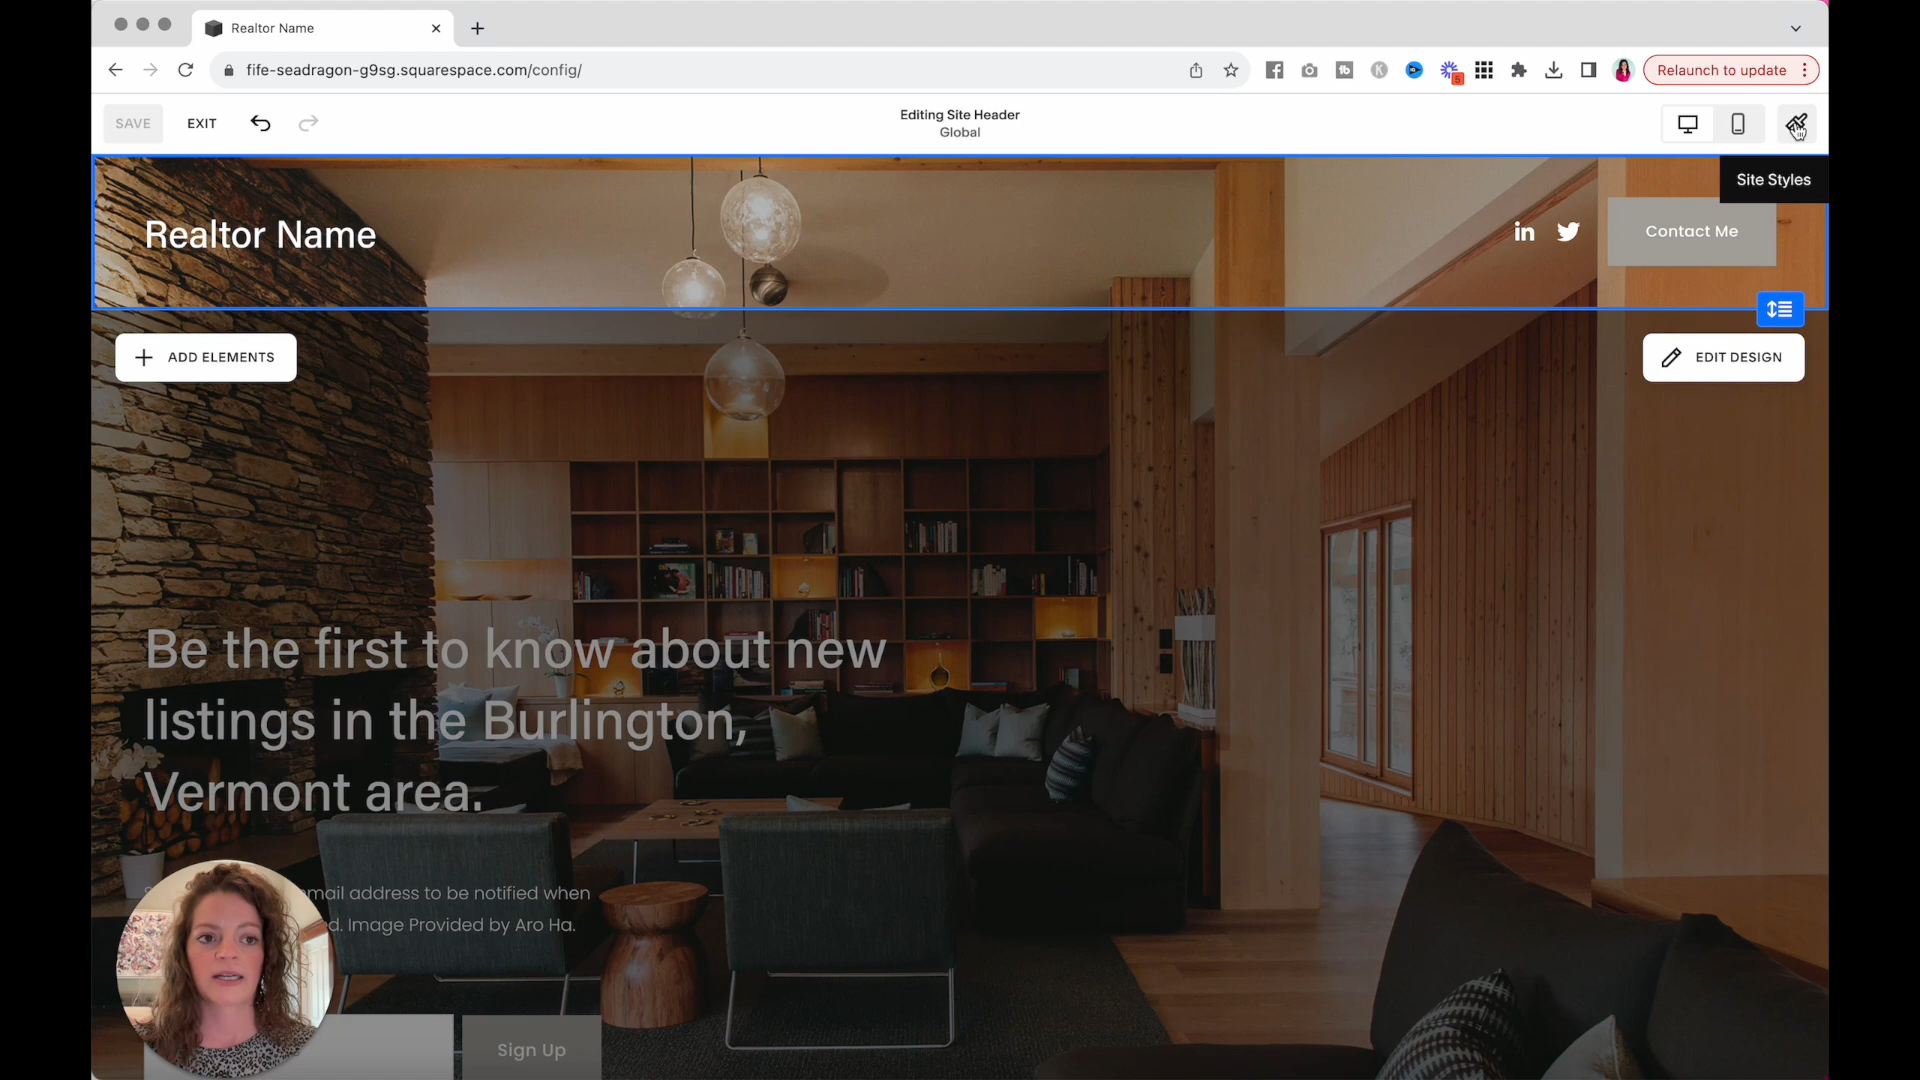 Realtor Name
fife-seadragon-g9sg.squarespace.com/config/
Relaunch to update
SAVE
EXIT
Editing Site Header
Global
Site Styles
Realtor Name
Contact Me
ADD ELEMENTS
EDIT DESIGN
Be the first to know about new
listings in the Burlington,
Vermont area.
mail address to be notified when
d. Image Provided by Aro Ha.
Sign Up